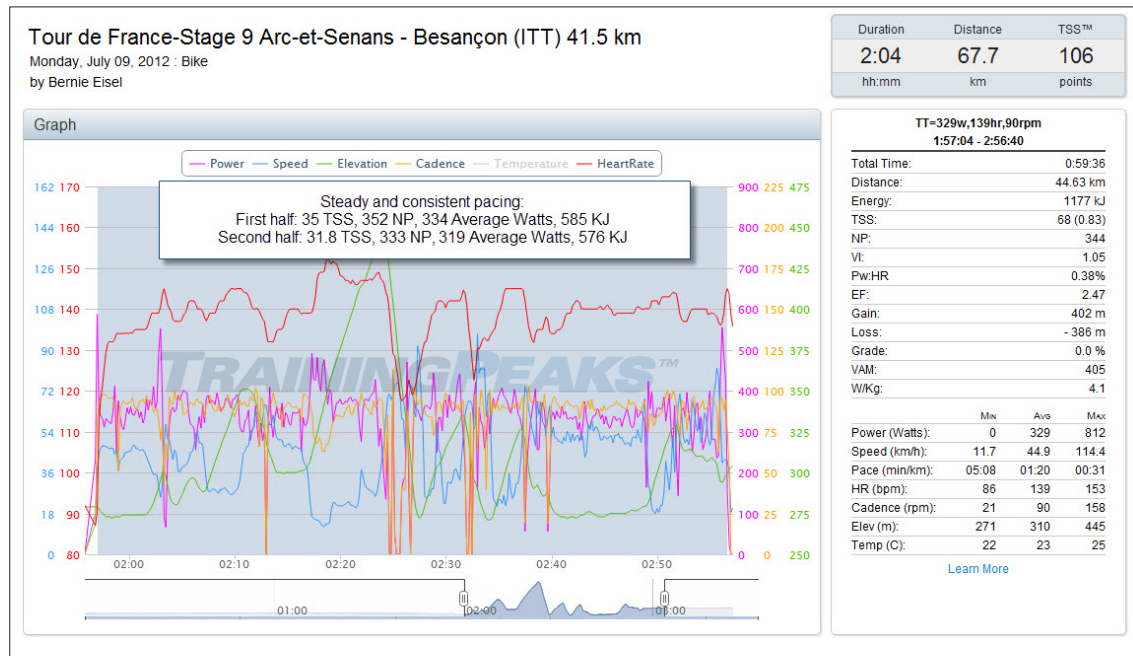 Tour de France-Stage 9 Arc-et-Senans - Besançon (ITT) 41.5 km
Monday, July 09, 2012 : Bike
by Bernie Eisel
Duration Distance TSS™
2:04 67.7 106
hh:mm km points
Graph
Power Speed Elevation Cadence Temperature HeartRate
Steady and consistent pacing:
First half: 35 TSS, 352 NP, 334 Average Watts, 585 KJ
Second half: 31.8 TSS, 333 NP, 319 Average Watts, 576 KJ
162 170 900 225 475
144 160 800 200 450
126 150 700 175 425
108 140 600 150 400
90 130 500 125 375
TRAININGPEAKS™
72 120 400 100 350
54 110 300 75 325
36 100 200 50 300
18 90 100 25 275
0 80 0 0 250
02:00 02:10 02:20 02:30 02:40 02:50
01:00 02:00 03:00
TT=329w,139hr,90rpm
1:57:04 - 2:56:40
Total Time: 0:59:36
Distance: 44.63 km
Energy: 1177 kJ
TSS: 68 (0.83)
NP: 344
VI: 1.05
Pw:HR 0.38%
EF: 2.47
Gain: 402 m
Loss: - 386 m
Grade: 0.0 %
VAM: 405
W/Kg: 4.1
Min Avg Max
Power (Watts): 0 329 812
Speed (km/h): 11.7 44.9 114.4
Pace (min/km): 05:08 01:20 00:31
HR (bpm): 86 139 153
Cadence (rpm): 21 90 158
Elev (m): 271 310 445
Temp (C): 22 23 25
Learn More